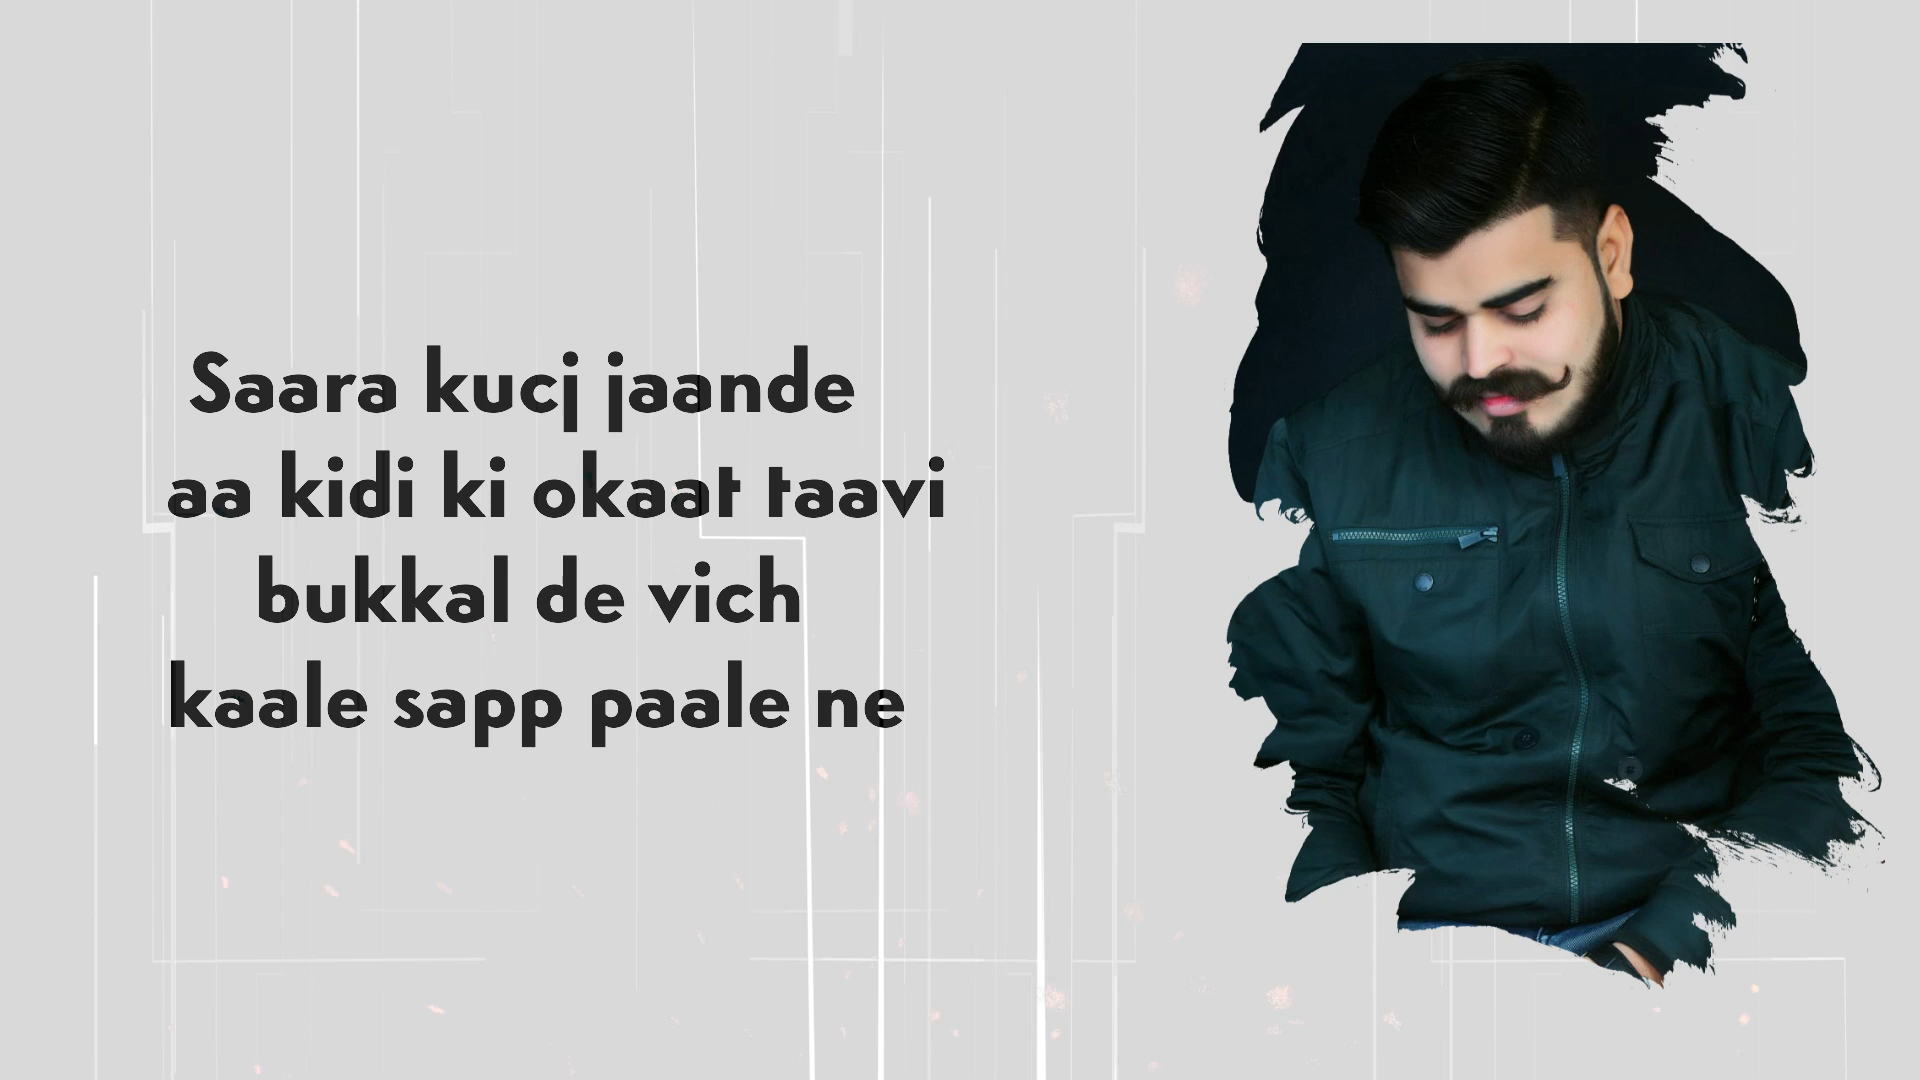 Saara kucj jaande
aa kidi ki okaat taavi
bukkal de vich
kaale sapp paale ne